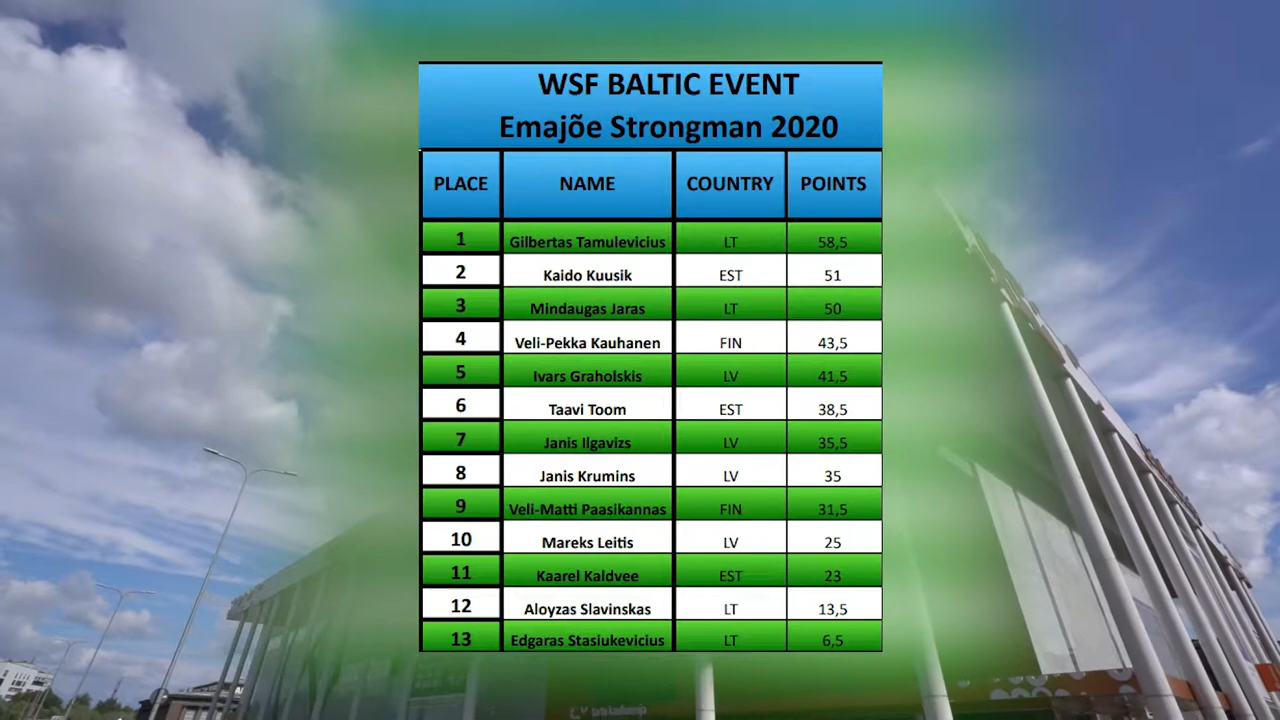 WSF BALTIC EVENT
Emajõe Strongman 2020
PLACE NAME COUNTRY POINTS
1 Gilbertas Tamulevicius LT 58,5
2 Kaido Kuusik EST 51
3 Mindaugas Jaras LT 50
4 Veli-Pekka Kauhanen FIN 43,5
5 Ivars Graholskis LV 41,5
6 Taavi Toom EST 38,5
7 Janis Ilgavizs LV 35,5
8 Janis Krumins LV 35
9 Veli-Matti Paasikannas FIN 31,5
10 Mareks Leitis LV 25
11 Kaarel Kaldvee EST 23
12 Aloyzas Slavinskas LT 13,5
13 Edgaras Stasiukevicius LT 6,5